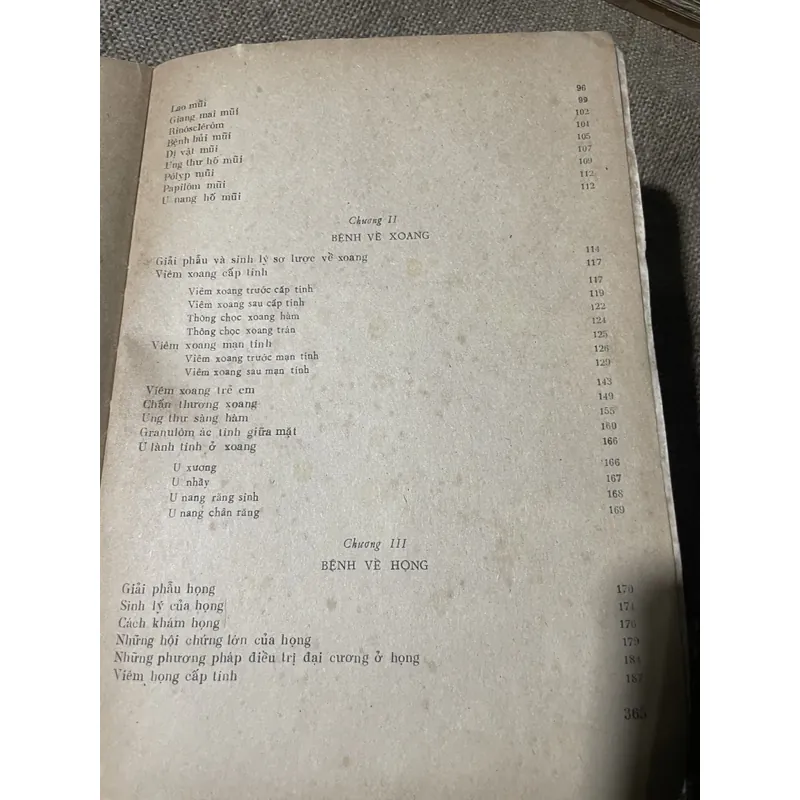 Lao mũi 96
Giang mai mũi 99
Rinôsclêrôm 102
Bệnh hủi mũi 104
Dị vật mũi 105
Ung thư hố mũi 107
Pôlyp mũi 109
Papilôm mũi 112
U nang hố mũi 112
Chương II
BỆNH VỀ XOANG
Giải phẫu và sinh lý sơ lược về xoang 114
Viêm xoang cấp tính 117
Viêm xoang trước cấp tính 117
Viêm xoang sau cấp tính 119
Thông chọc xoang hàm 122
Thông chọc xoang trán 124
Viêm xoang mạn tính 125
Viêm xoang trước mạn tính 126
Viêm xoang sau mạn tính 129
Viêm xoang trẻ em 143
Chấn thương xoang 149
Ung thư sàng hàm 155
Granulôm ác tính giữa mặt 160
U lành tính ở xoang 166
U xương 166
U nhầy 167
U nang răng sinh 168
U nang chân răng 169
Chương III
BỆNH VỀ HỌNG
Giải phẫu họng 170
Sinh lý của họng 174
Cách khám họng 176
Những hội chứng lớn của họng 179
Những phương pháp điều trị đại cương ở họng 184
Viêm họng cấp tính 187
365